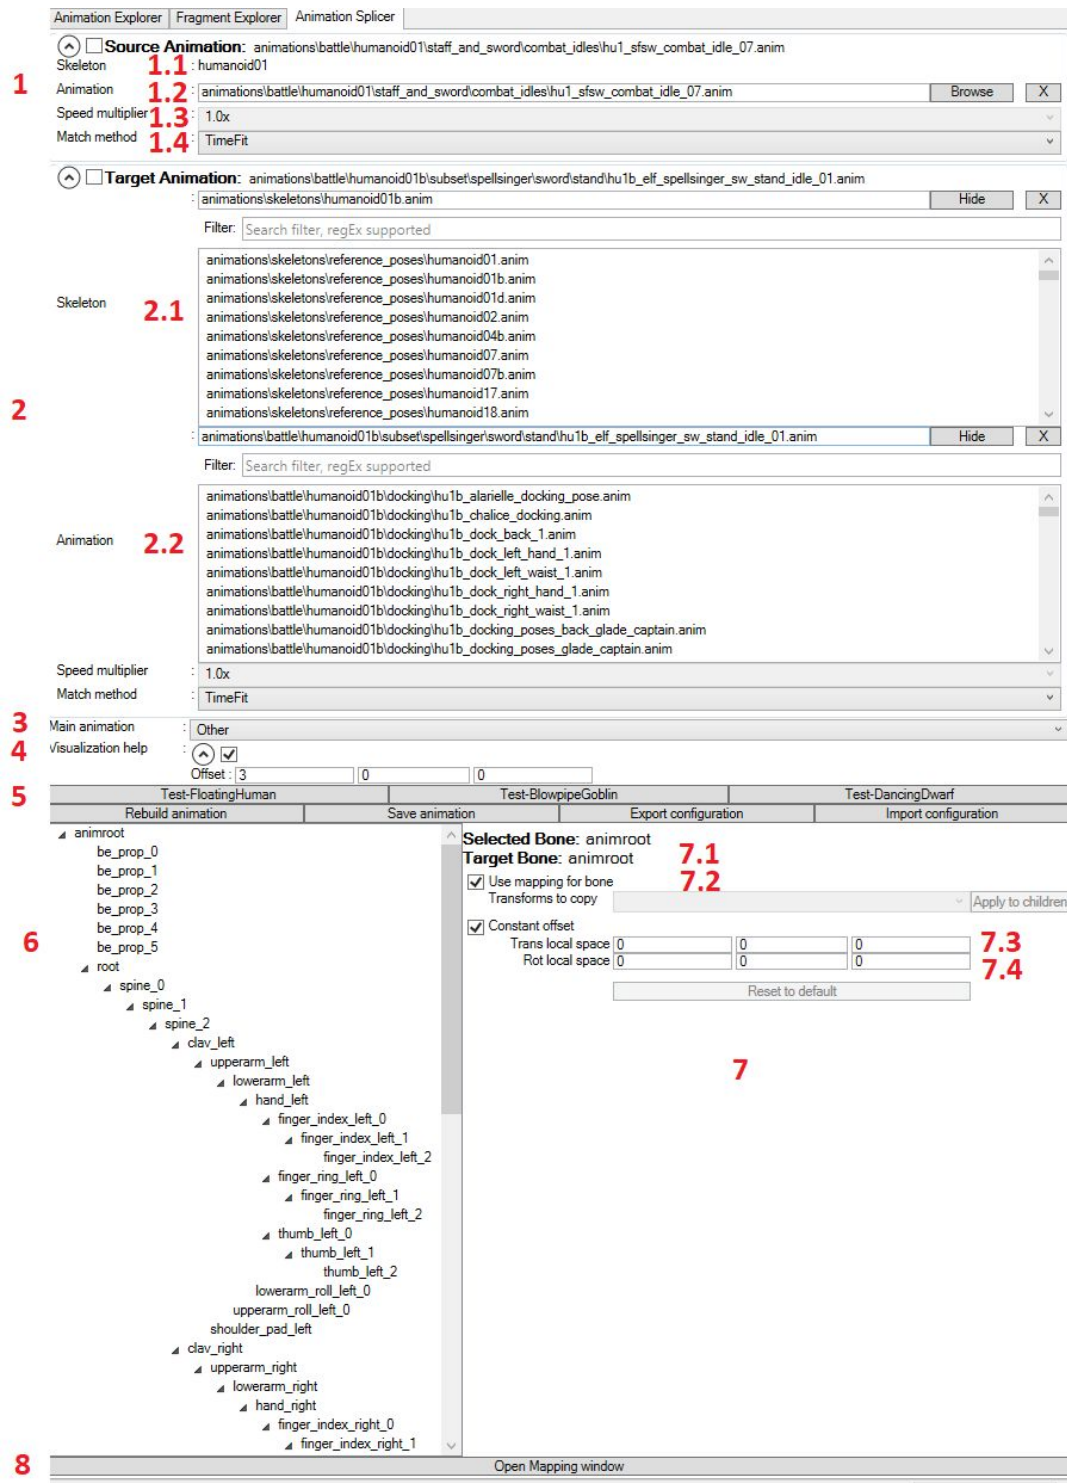 Animation Explorer Fragment Explorer Animation Splicer
Source Animation: animations\battle\humanoid01\staff_and_sword\combat_idles\hu1_sfsw_combat_idle_07.anim
Skeleton 1.1 : humanoid01
1
Animation 1.2 : animations\battle\humanoid01\staff_and_sword\combat_idles\hu1_sfsw_combat_idle_07.anim Browse X
Speed multiplier 1.3 : 1.0x
Match method 1.4 : TimeFit
Target Animation: animations\battle\humanoid01b\subset\spellsinger\sword\stand\hu1b_elf_spellsinger_sw_stand_idle_01.anim
: animations\skeletons\humanoid01b.anim Hide X
Filter: Search filter, regEx supported
animations\skeletons\reference_poses\humanoid01.anim
animations\skeletons\reference_poses\humanoid01b.anim
animations\skeletons\reference_poses\humanoid01d.anim
Skeleton 2.1
animations\skeletons\reference_poses\humanoid02.anim
animations\skeletons\reference_poses\humanoid04b.anim
animations\skeletons\reference_poses\humanoid07.anim
animations\skeletons\reference_poses\humanoid07b.anim
animations\skeletons\reference_poses\humanoid17.anim
animations\skeletons\reference_poses\humanoid18.anim
2
: animations\battle\humanoid01b\subset\spellsinger\sword\stand\hu1b_elf_spellsinger_sw_stand_idle_01.anim Hide X
Filter: Search filter, regEx supported
animations\battle\humanoid01b\docking\hu1b_alarielle_docking_pose.anim
animations\battle\humanoid01b\docking\hu1b_chalice_docking.anim
animations\battle\humanoid01b\docking\hu1b_dock_back_1.anim
Animation 2.2
animations\battle\humanoid01b\docking\hu1b_dock_left_hand_1.anim
animations\battle\humanoid01b\docking\hu1b_dock_left_waist_1.anim
animations\battle\humanoid01b\docking\hu1b_dock_right_hand_1.anim
animations\battle\humanoid01b\docking\hu1b_dock_right_waist_1.anim
animations\battle\humanoid01b\docking\hu1b_docking_poses_back_glade_captain.anim
animations\battle\humanoid01b\docking\hu1b_docking_poses_glade_captain.anim
Speed multiplier : 1.0x
Match method : TimeFit
3 Main animation : Other
4 Visualization help :
Offset : 3 0 0
5 Test-FloatingHuman Test-BlowpipeGoblin Test-DancingDwarf
Rebuild animation Save animation Export configuration Import configuration
animroot
be_prop_0
be_prop_1
be_prop_2
be_prop_3
be_prop_4
be_prop_5
6
root
spine_0
spine_1
spine_2
clav_left
upperarm_left
lowerarm_left
hand_left
finger_index_left_0
finger_index_left_1
finger_index_left_2
finger_ring_left_0
finger_ring_left_1
finger_ring_left_2
thumb_left_0
thumb_left_1
thumb_left_2
lowerarm_roll_left_0
upperarm_roll_left_0
shoulder_pad_left
clav_right
upperarm_right
lowerarm_right
hand_right
finger_index_right_0
finger_index_right_1
Selected Bone: animroot
Target Bone: animroot 7.1
Use mapping for bone 7.2
Transforms to copy Apply to children
Constant offset
Trans local space 0 0 0 7.3
Rot local space 0 0 0 7.4
Reset to default
7
8 Open Mapping window